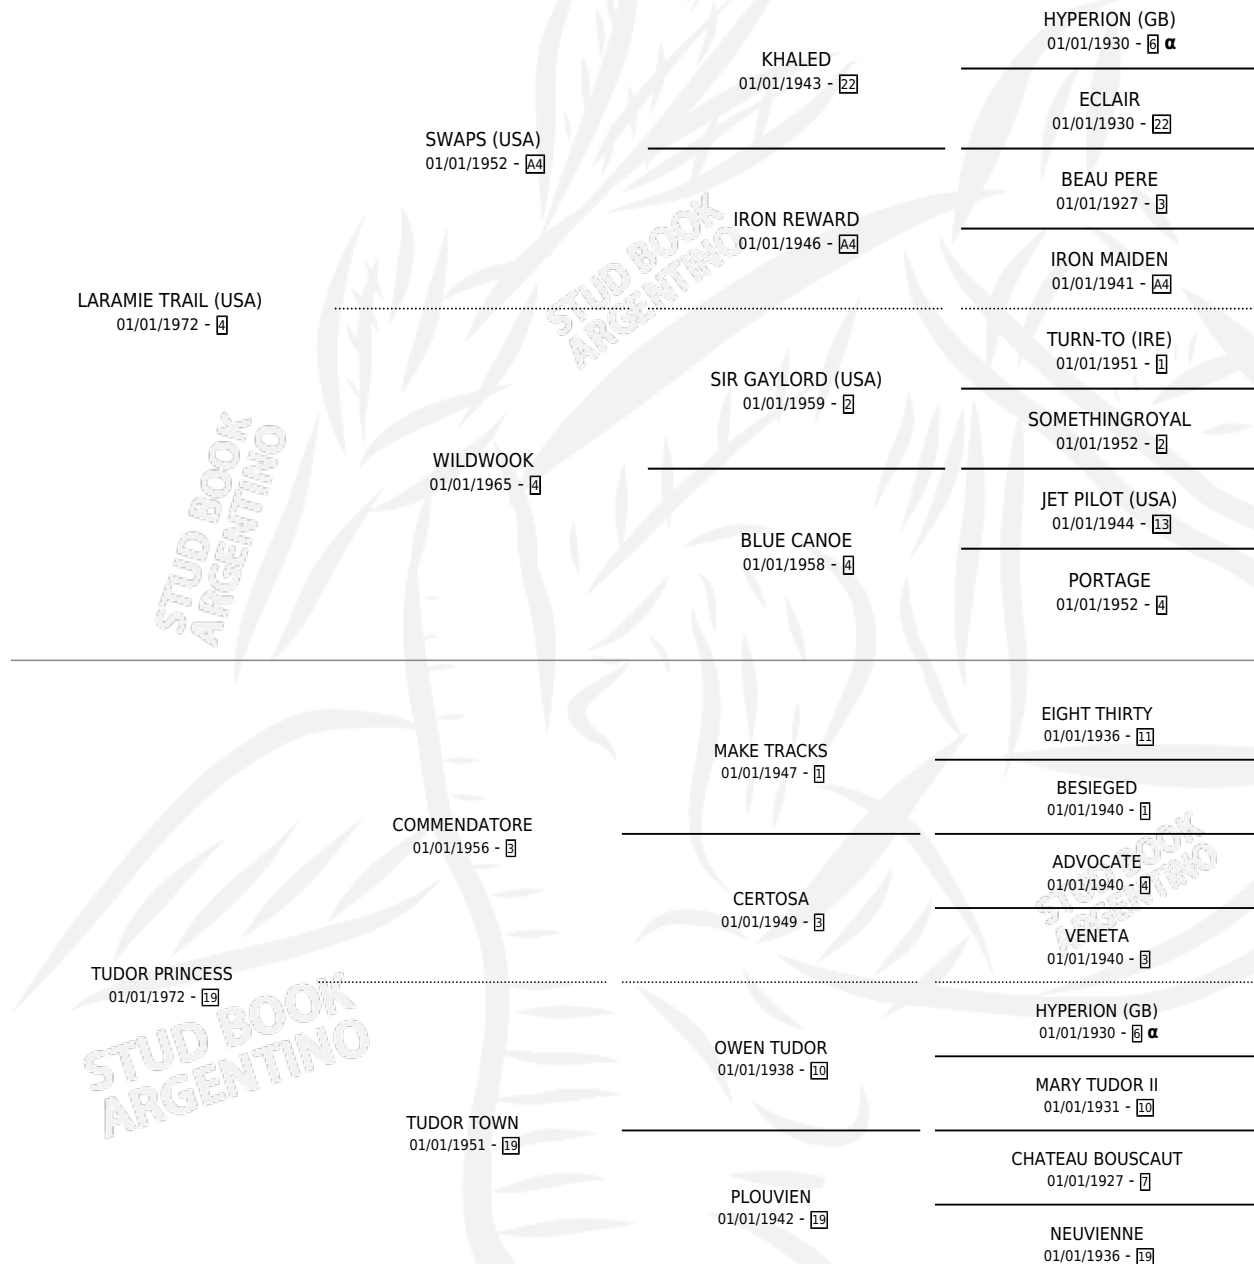 HYPERION (GB)
01/01/1930 - 6 α
KHALED
01/01/1943 - 22
ECLAIR
01/01/1930 - 22
SWAPS (USA)
01/01/1952 - A4
BEAU PERE
01/01/1927 - 3
IRON REWARD
01/01/1946 - A4
IRON MAIDEN
01/01/1941 - A4
LARAMIE TRAIL (USA)
01/01/1972 - 4
TURN-TO (IRE)
01/01/1951 - 1
SIR GAYLORD (USA)
01/01/1959 - 2
SOMETHINGROYAL
01/01/1952 - 2
WILDWOOK
01/01/1965 - 4
JET PILOT (USA)
01/01/1944 - 13
BLUE CANOE
01/01/1958 - 4
PORTAGE
01/01/1952 - 4
EIGHT THIRTY
01/01/1936 - 11
MAKE TRACKS
01/01/1947 - 1
BESIEGED
01/01/1940 - 1
COMMENDATORE
01/01/1956 - 3
ADVOCATE
01/01/1940 - 4
CERTOSA
01/01/1949 - 3
VENETA
01/01/1940 - 3
TUDOR PRINCESS
01/01/1972 - 19
HYPERION (GB)
01/01/1930 - 6 α
OWEN TUDOR
01/01/1938 - 10
MARY TUDOR II
01/01/1931 - 10
TUDOR TOWN
01/01/1951 - 19
CHATEAU BOUSCAUT
01/01/1927 - 7
PLOUVIEN
01/01/1942 - 19
NEUVIENNE
01/01/1936 - 19
STUD BOOK
ARGENTINO
STUD BOOK
ARGENTINO
STUD BOOK
ARGENTINO
STUD BOOK
ARGENTINO